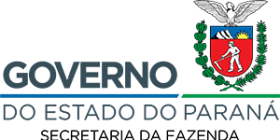 GOVERNO
DO ESTADO DO PARANÁ
SECRETARIA DA FAZENDA